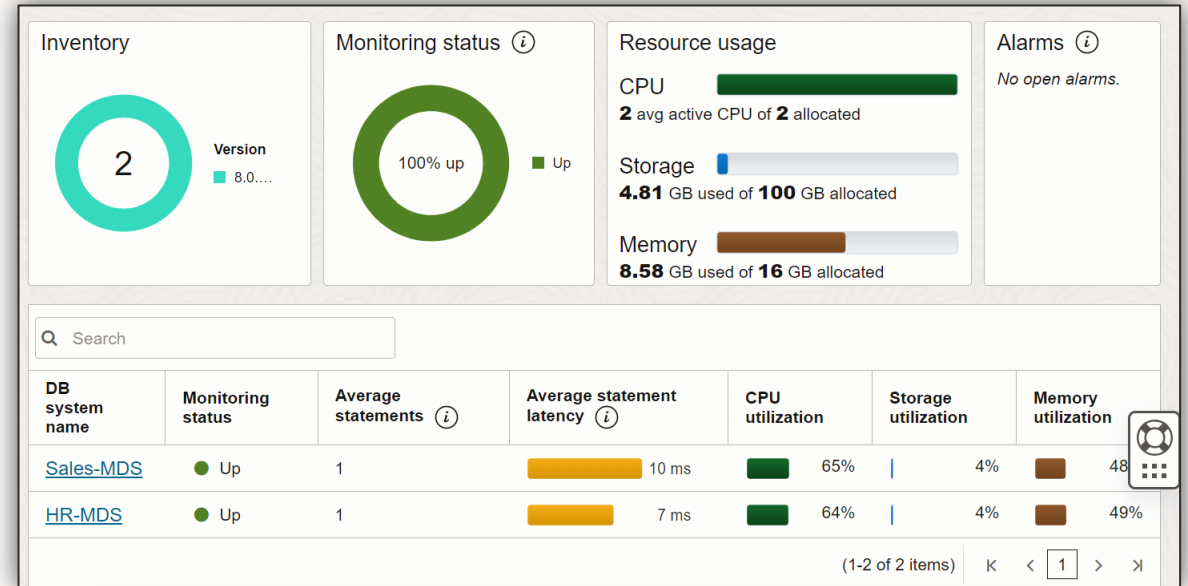 Inventory
2
Version
8.0....
Monitoring status i
100% up
Up
Resource usage
CPU
2 avg active CPU of 2 allocated
Storage
4.81 GB used of 100 GB allocated
Memory
8.58 GB used of 16 GB allocated
Alarms i
No open alarms.
Search
DB system name
Monitoring status
Average statements i
Average statement latency i
CPU utilization
Storage utilization
Memory utilization
Sales-MDS Up 1 10 ms 65% 4% 48
HR-MDS Up 1 7 ms 64% 4% 49%
(1-2 of 2 items) 1